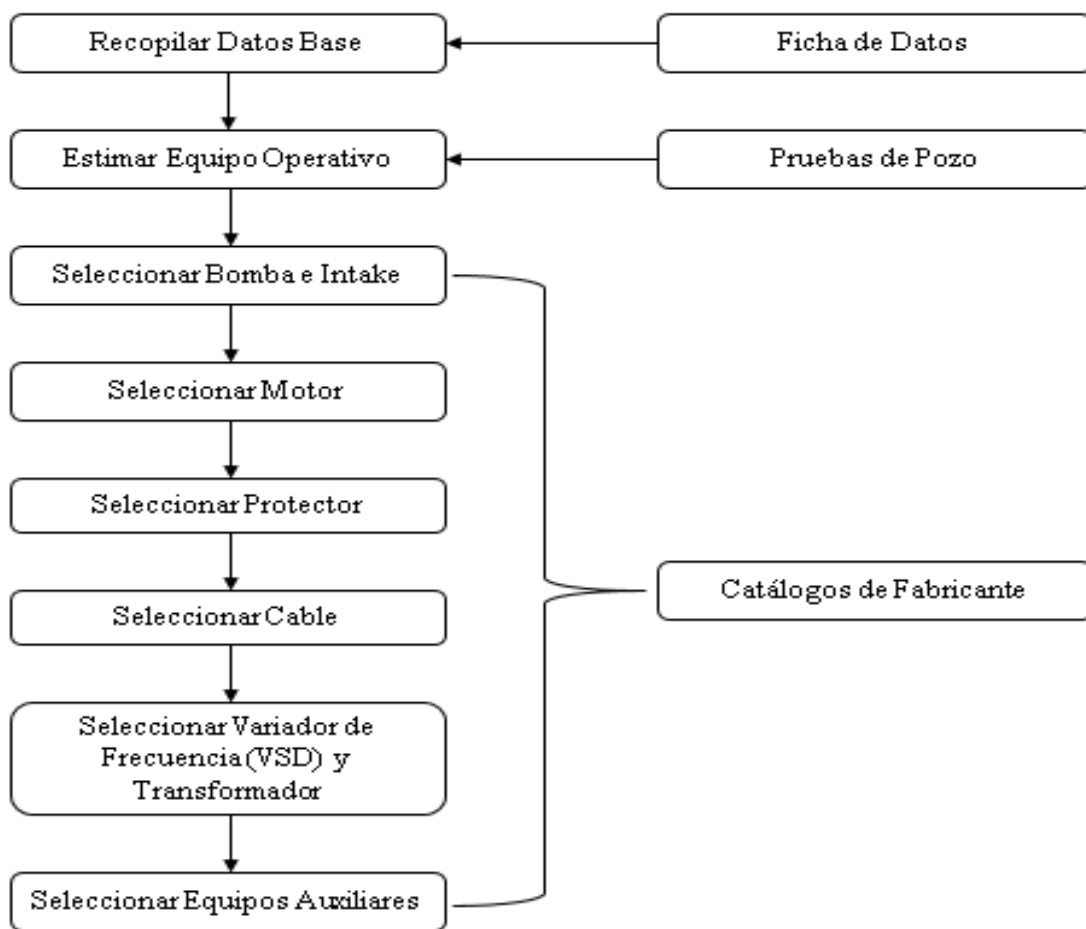 Recopilar Datos Base
Ficha de Datos
Estimar Equipo Operativo
Pruebas de Pozo
Seleccionar Bomba e Intake
Seleccionar Motor
Seleccionar Protector
Catálogos de Fabricante
Seleccionar Cable
Seleccionar Variador de
Frecuencia (VSD) y
Transformador
Seleccionar Equipos Auxiliares